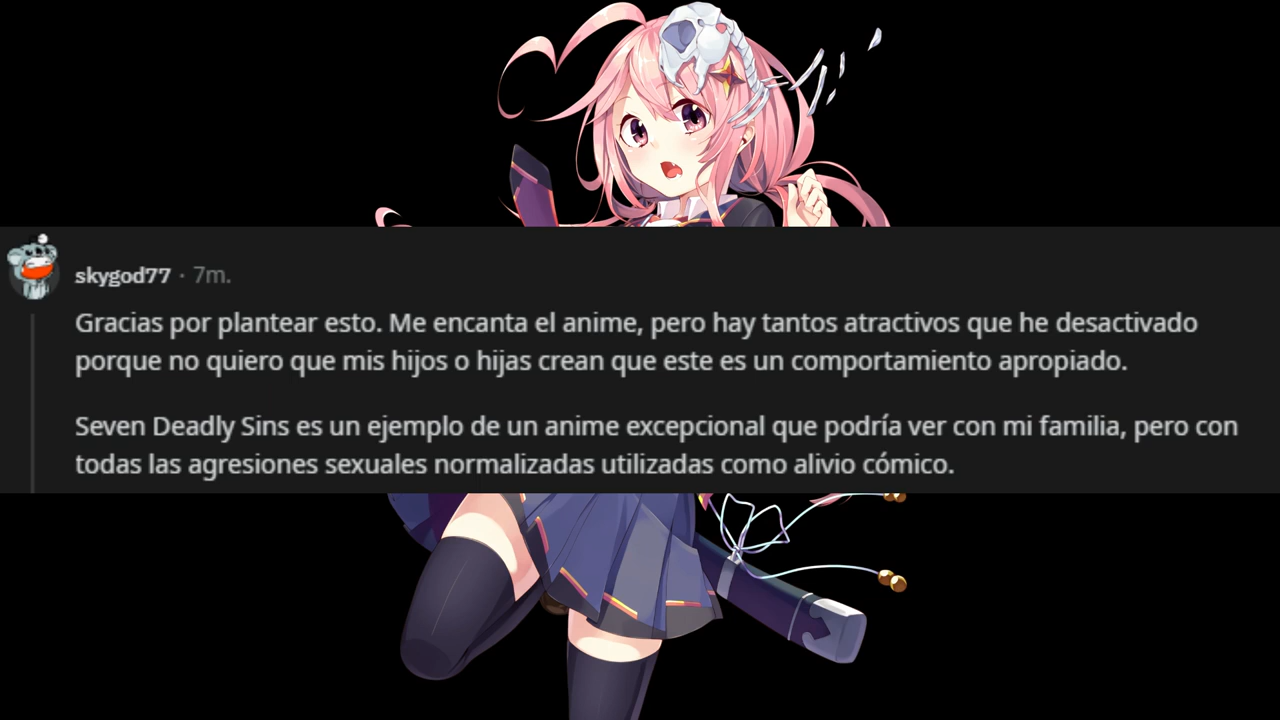 skygod77 · 7m.
Gracias por plantear esto. Me encanta el anime, pero hay tantos atractivos que he desactivado
porque no quiero que mis hijos o hijas crean que este es un comportamiento apropiado.
Seven Deadly Sins es un ejemplo de un anime excepcional que podría ver con mi familia, pero con
todas las agresiones sexuales normalizadas utilizadas como alivio cómico.